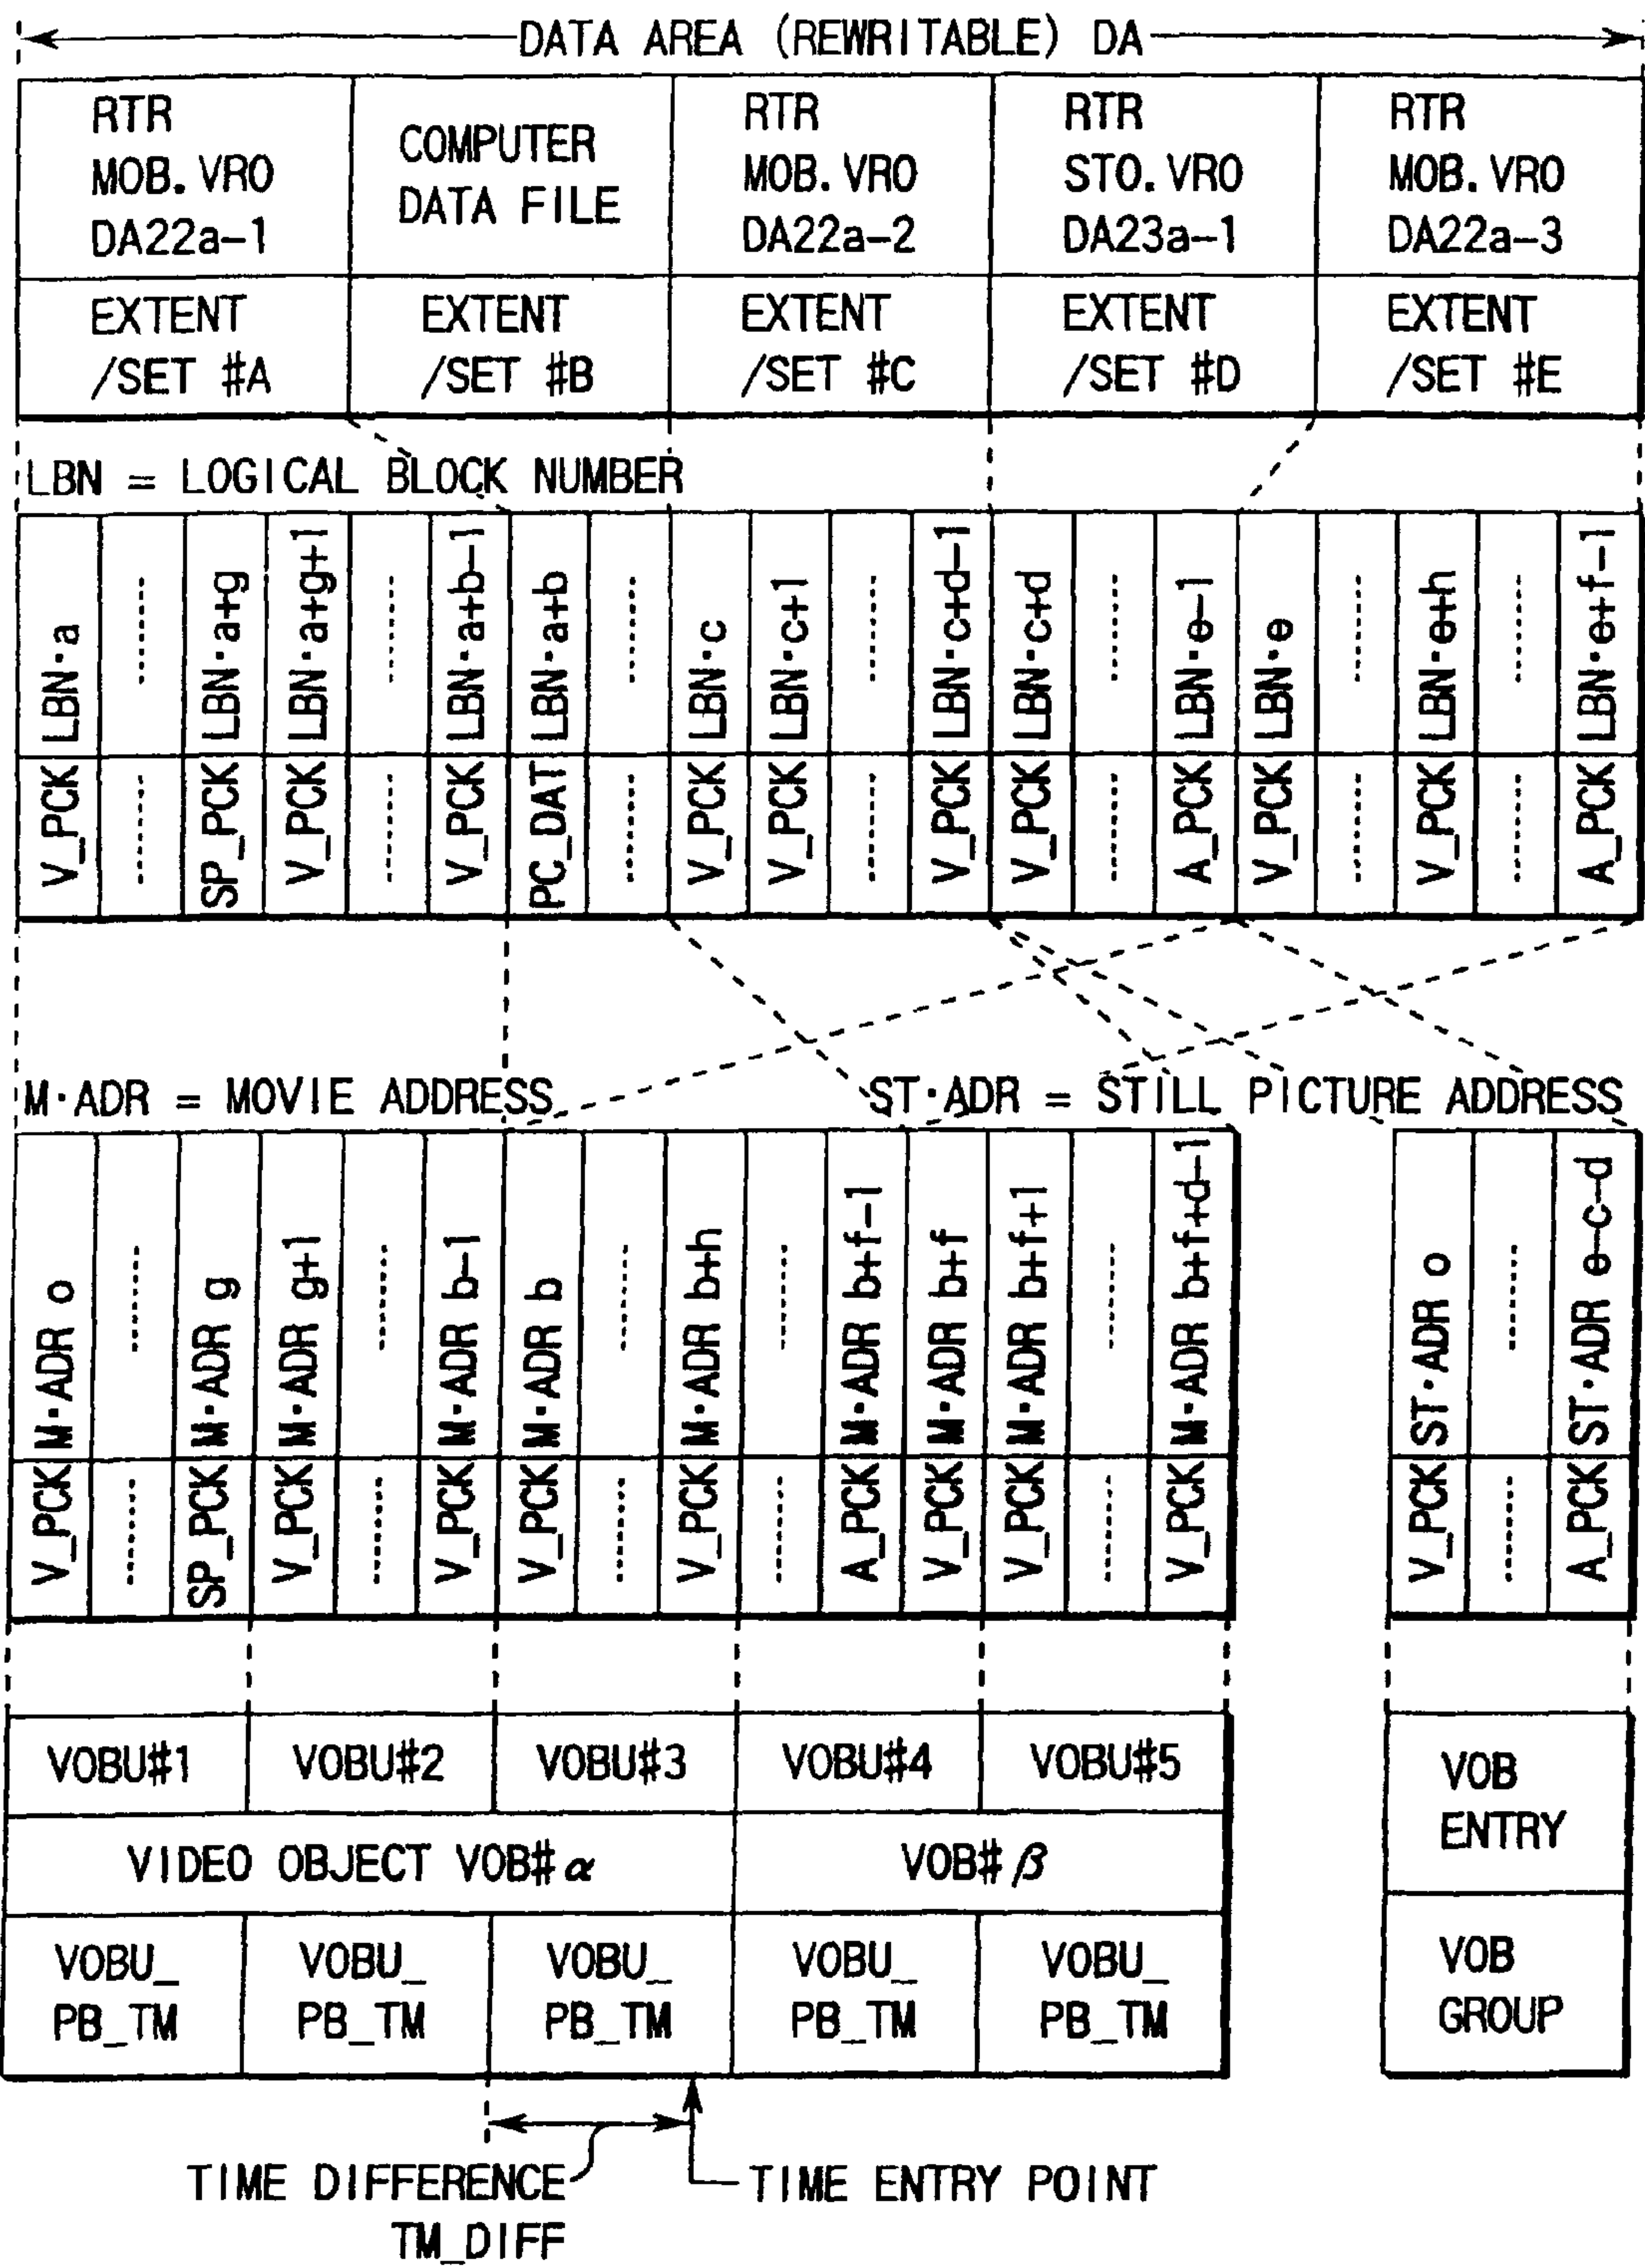 DATA AREA (REWRITABLE) DA
RTR
MOB.VRO
DA22a-1
COMPUTER
DATA FILE
RTR
MOB.VRO
DA22a-2
RTR
STO.VRO
DA23a-1
RTR
MOB.VRO
DA22a-3
EXTENT
/SET #A
EXTENT
/SET #B
EXTENT
/SET #C
EXTENT
/SET #D
EXTENT
/SET #E
LBN = LOGICAL BLOCK NUMBER
LBN·a
LBN·a+g
LBN·a+g+1
LBN·a+b-1
LBN·a+b
LBN·c
LBN·c+1
LBN·c+d-1
LBN·c+d
LBN·e-1
LBN·e
LBN·e+h
LBN·e+f-1
V_PCK
SP_PCK
V_PCK
V_PCK
PC_DAT
V_PCK
V_PCK
V_PCK
V_PCK
A_PCK
V_PCK
V_PCK
A_PCK
M·ADR = MOVIE ADDRESS
ST·ADR = STILL PICTURE ADDRESS
M·ADR o
M·ADR g
M·ADR g+1
M·ADR b-1
M·ADR b
M·ADR b+h
M·ADR b+f-1
M·ADR b+f
M·ADR b+f+1
M·ADR b+f+d-1
ST·ADR o
ST·ADR e-c-d
V_PCK
SP_PCK
V_PCK
V_PCK
V_PCK
V_PCK
A_PCK
V_PCK
V_PCK
V_PCK
V_PCK
A_PCK
VOBU#1
VOBU#2
VOBU#3
VOBU#4
VOBU#5
VOB
ENTRY
VIDEO OBJECT VOB#α
VOB#β
VOBU_
PB_TM
VOBU_
PB_TM
VOBU_
PB_TM
VOBU_
PB_TM
VOBU_
PB_TM
VOB
GROUP
TIME DIFFERENCE
TM_DIFF
TIME ENTRY POINT